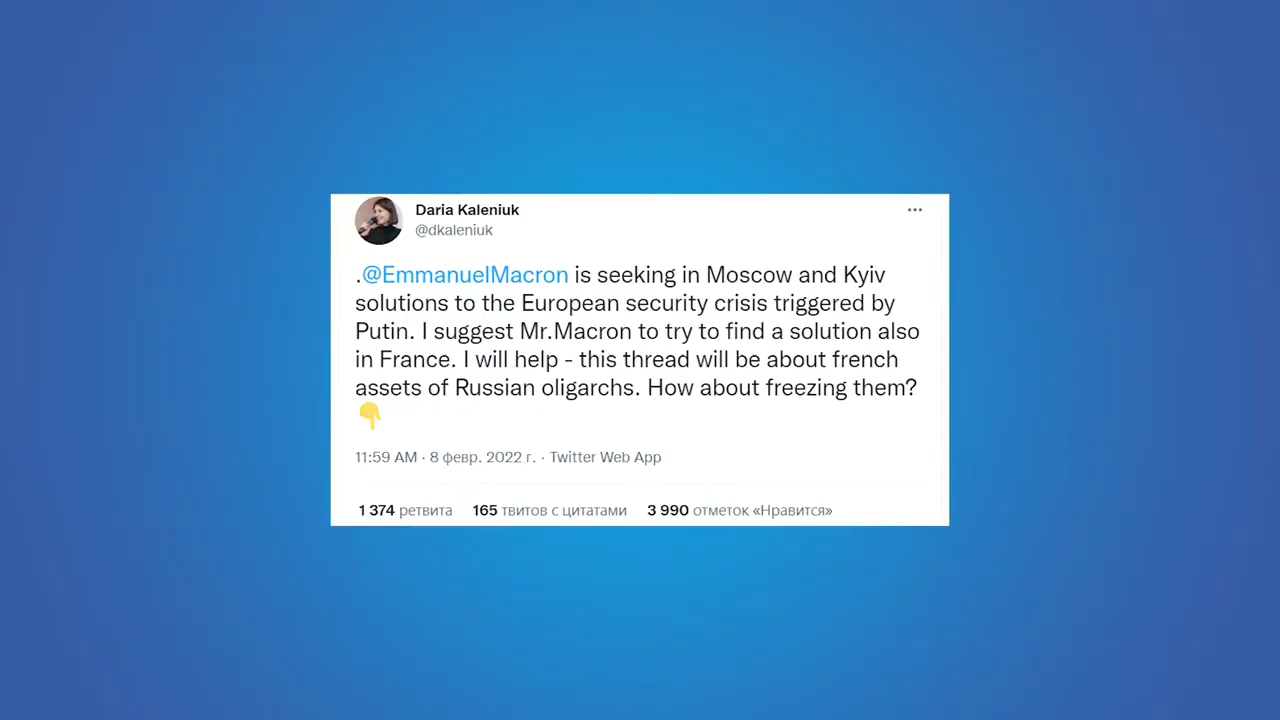 Daria Kaleniuk
@dkaleniuk
.@EmmanuelMacron is seeking in Moscow and Kyiv
solutions to the European security crisis triggered by
Putin. I suggest Mr.Macron to try to find a solution also
in France. I will help - this thread will be about french
assets of Russian oligarchs. How about freezing them?
👇
11:59 AM · 8 февр. 2022 г. · Twitter Web App
1 374 ретвита 165 твитов с цитатами 3 990 отметок «Нравится»